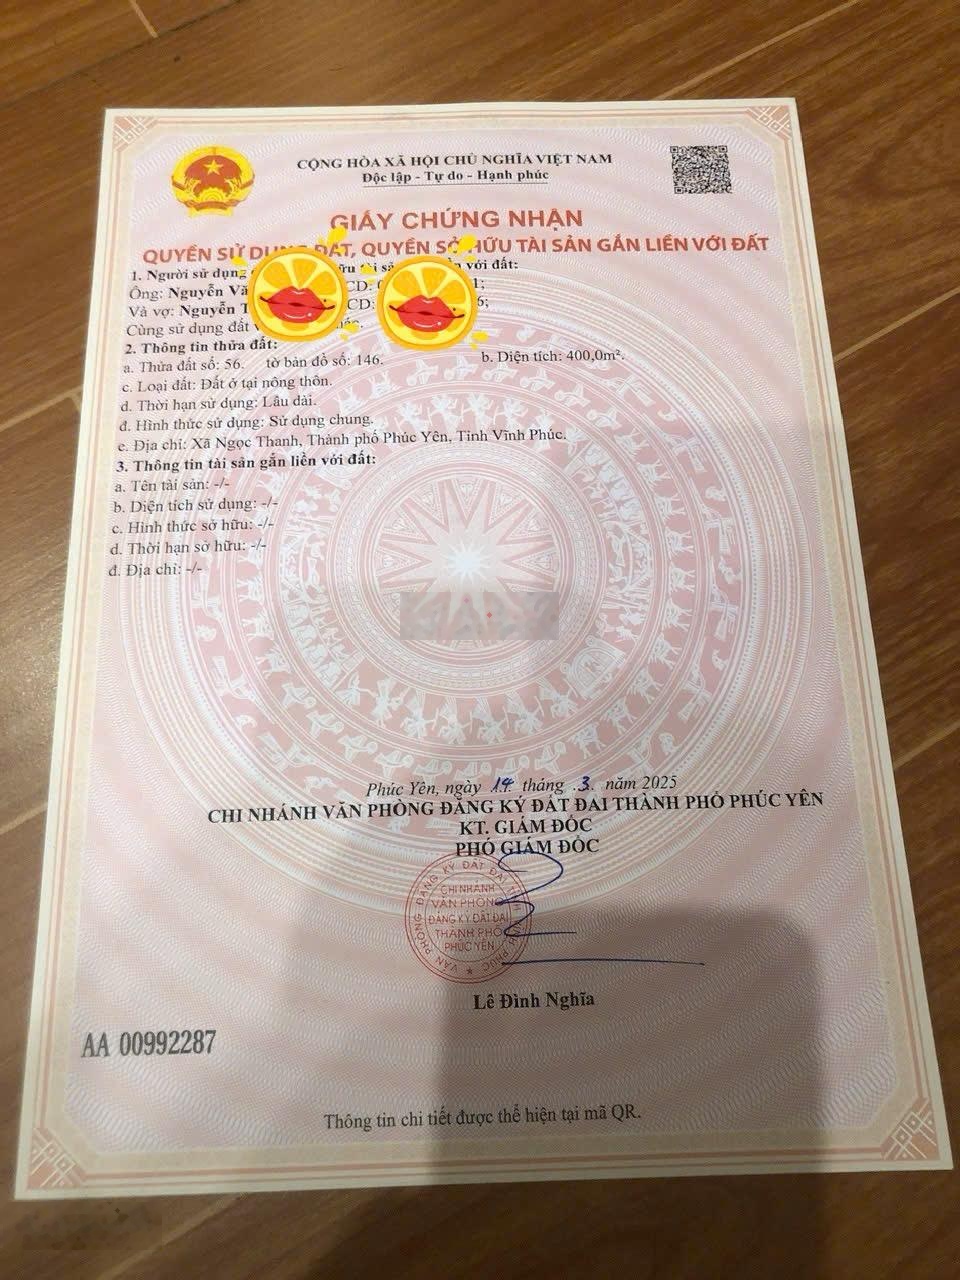 CỘNG HÒA XÃ HỘI CHỦ NGHĨA VIỆT NAM
Độc lập - Tự do - Hạnh phúc
GIẤY CHỨNG NHẬN
QUYỀN SỬ DỤNG ĐẤT, QUYỀN SỞ HỮU TÀI SẢN GẮN LIỀN VỚI ĐẤT
1. Người sử dụng với đất:
Ông: Nguyễn
Và vợ: Nguyễn
Cùng sử dụng đất
2. Thông tin thửa đất:
a. Thửa đất số: 56. tờ bản đồ số: 146. b. Diện tích: 400,0m².
c. Loại đất: Đất ở tại nông thôn.
d. Thời hạn sử dụng: Lâu dài.
đ. Hình thức sử dụng: Sử dụng chung.
e. Địa chỉ: Xã Ngọc Thanh, Thành phố Phúc Yên, Tỉnh Vĩnh Phúc.
3. Thông tin tài sản gắn liền với đất:
a. Tên tài sản: -/-
b. Diện tích sử dụng: -/-
c. Hình thức sở hữu: -/-
d. Thời hạn sở hữu: -/-
đ. Địa chỉ: -/-
Phúc Yên, ngày 14 tháng 3 năm 2025
CHI NHÁNH VĂN PHÒNG ĐĂNG KÝ ĐẤT ĐAI THÀNH PHỐ PHÚC YÊN
KT. GIÁM ĐỐC
PHÓ GIÁM ĐỐC
VĂN PHÒNG ĐĂNG KÝ ĐẤT ĐAI TỈNH VĨNH PHÚC
CHI NHÁNH
VĂN PHÒNG
ĐĂNG KÝ ĐẤT ĐAI
THÀNH PHỐ
PHÚC YÊN
Lê Đình Nghĩa
AA 00992287
Thông tin chi tiết được thể hiện tại mã QR.